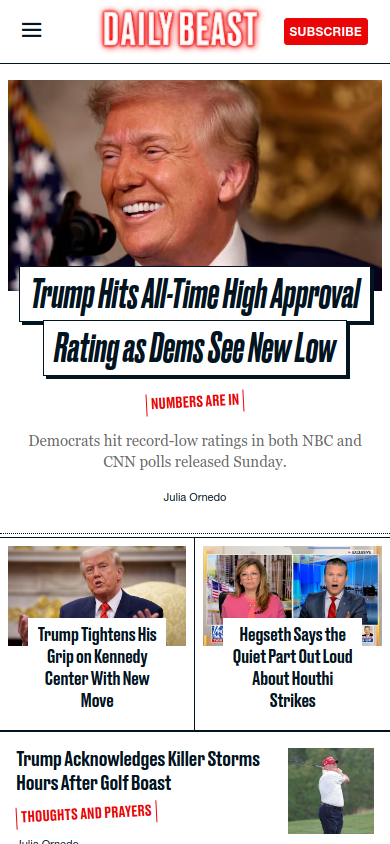 DAILY BEAST
SUBSCRIBE
Trump Hits All-Time High Approval
Rating as Dems See New Low
NUMBERS ARE IN
Democrats hit record-low ratings in both NBC and
CNN polls released Sunday.
Julia Ornedo
EXCLUSIVE
Trump Tightens His
Grip on Kennedy
Center With New
Move
Hegseth Says the
Quiet Part Out Loud
About Houthi
Strikes
Trump Acknowledges Killer Storms
Hours After Golf Boast
THOUGHTS AND PRAYERS
Julia Ornedo